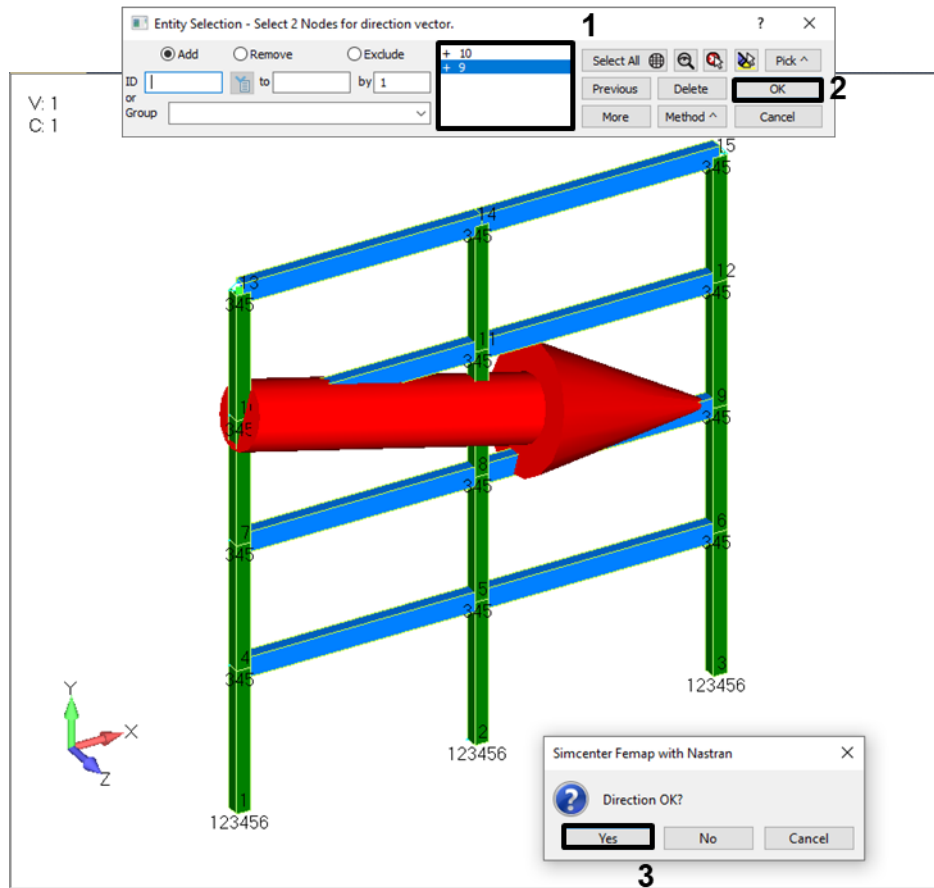 Entity Selection - Select 2 Nodes for direction vector. ? ×
1
Add Remove Exclude
+ 10
+ 9
Select All Pick ^
ID to by 1
or
Group
Previous Delete OK
2
More Method ^ Cancel
V: 1
C: 1
15
345
14
345
13
345
12
345
11
345
10
345
9
345
8
345
7
345
6
345
5
345
4
345
3
123456
2
123456
1
123456
Y
X
Z
Simcenter Femap with Nastran ×
? Direction OK?
Yes No Cancel
3